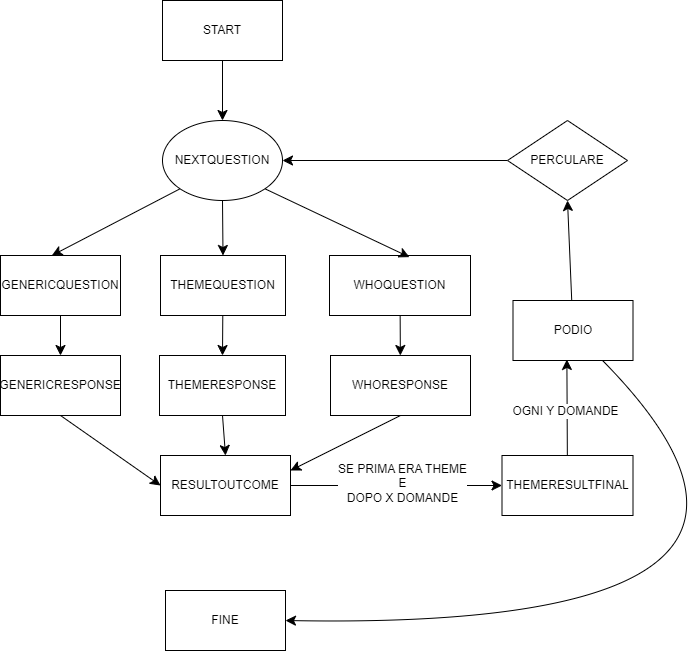 START
NEXTQUESTION
PERCULARE
GENERICQUESTION
THEMEQUESTION
WHOQUESTION
PODIO
GENERICRESPONSE
THEMERESPONSE
WHORESPONSE
OGNI Y DOMANDE
RESULTOUTCOME
SE PRIMA ERA THEME
E
DOPO X DOMANDE
THEMERESULTFINAL
FINE